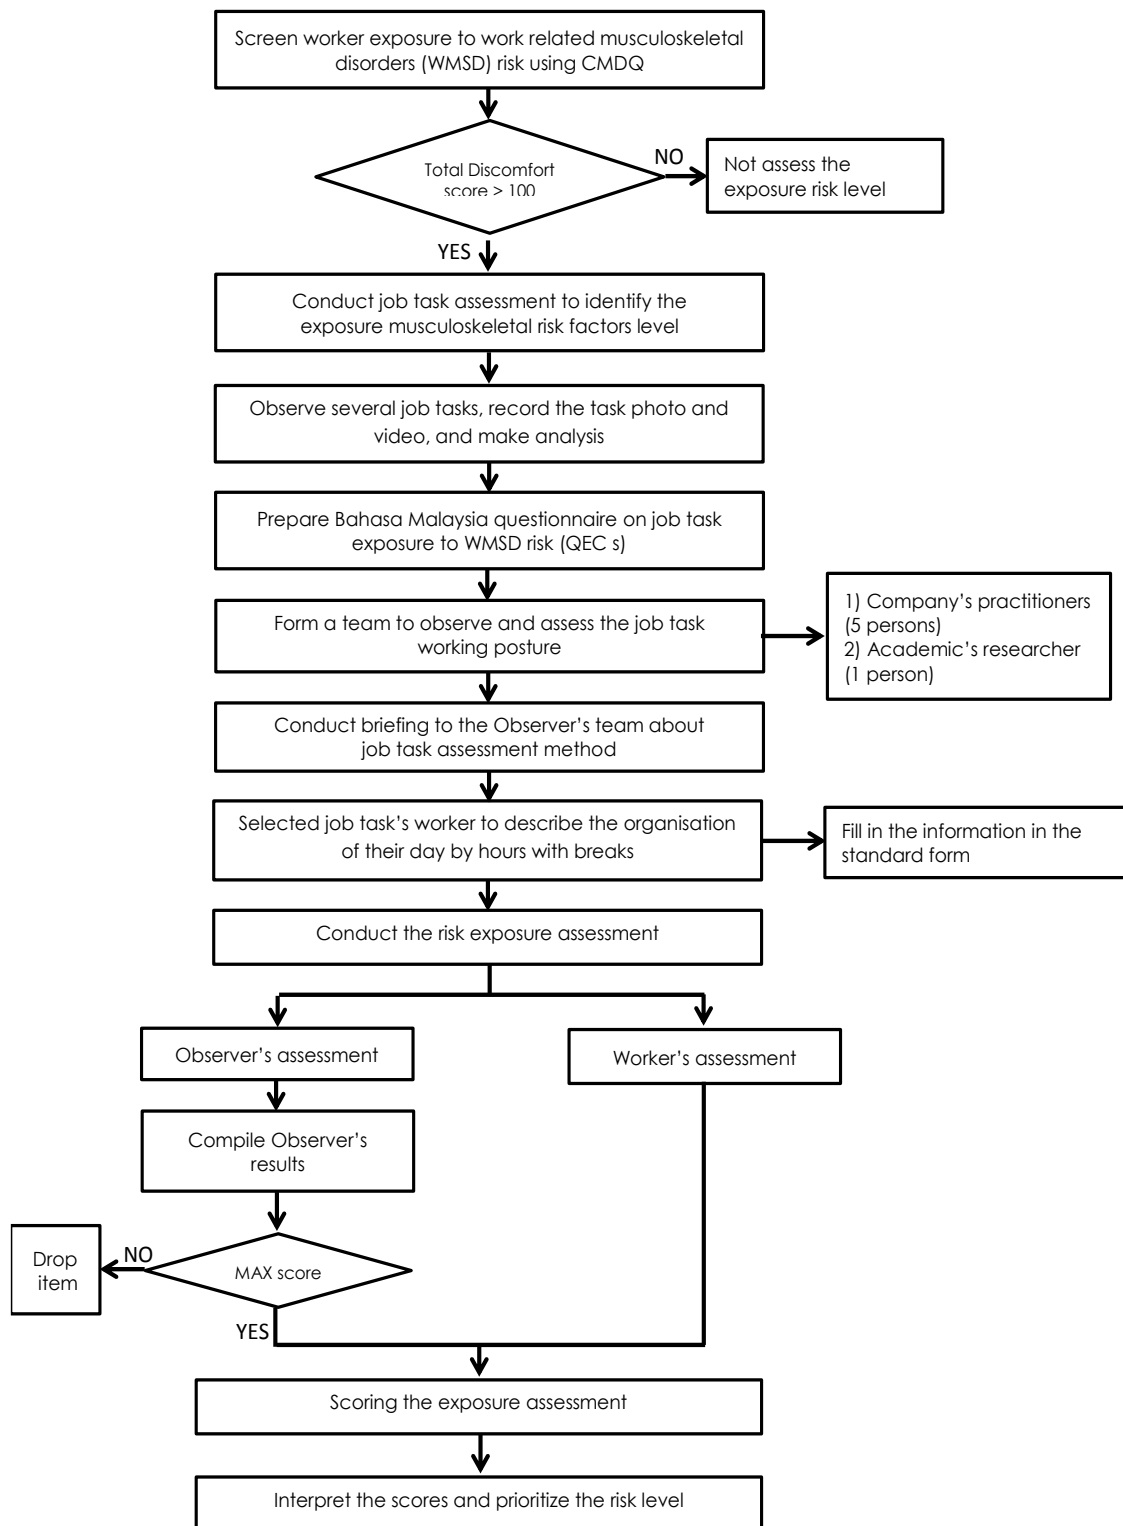 Screen worker exposure to work related musculoskeletal
disorders (WMSD) risk using CMDQ
Total Discomfort
score > 100
NO
Not assess the
exposure risk level
YES
Conduct job task assessment to identify the
exposure musculoskeletal risk factors level
Observe several job tasks, record the task photo and
video, and make analysis
Prepare Bahasa Malaysia questionnaire on job task
exposure to WMSD risk (QEC s)
Form a team to observe and assess the job task
working posture
1) Company’s practitioners
(5 persons)
2) Academic’s researcher
(1 person)
Conduct briefing to the Observer’s team about
job task assessment method
Selected job task’s worker to describe the organisation
of their day by hours with breaks
Fill in the information in the
standard form
Conduct the risk exposure assessment
Observer’s assessment
Worker’s assessment
Compile Observer’s
results
Drop
item
NO
MAX score
YES
Scoring the exposure assessment
Interpret the scores and prioritize the risk level